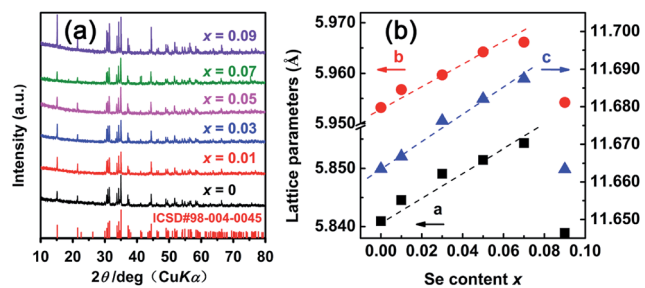 (a)
x = 0.09
x = 0.07
x = 0.05
x = 0.03
x = 0.01
x = 0
ICSD#98-004-0045
Intensity (a.u.)
10 20 30 40 50 60 70 80
2θ/deg (CuKα)
(b)
5.970
5.960
5.950
5.850
5.840
Lattice parameters (Å)
b
c
a
11.700
11.690
11.680
11.670
11.660
11.650
0.00 0.02 0.04 0.06 0.08 0.10
Se content x